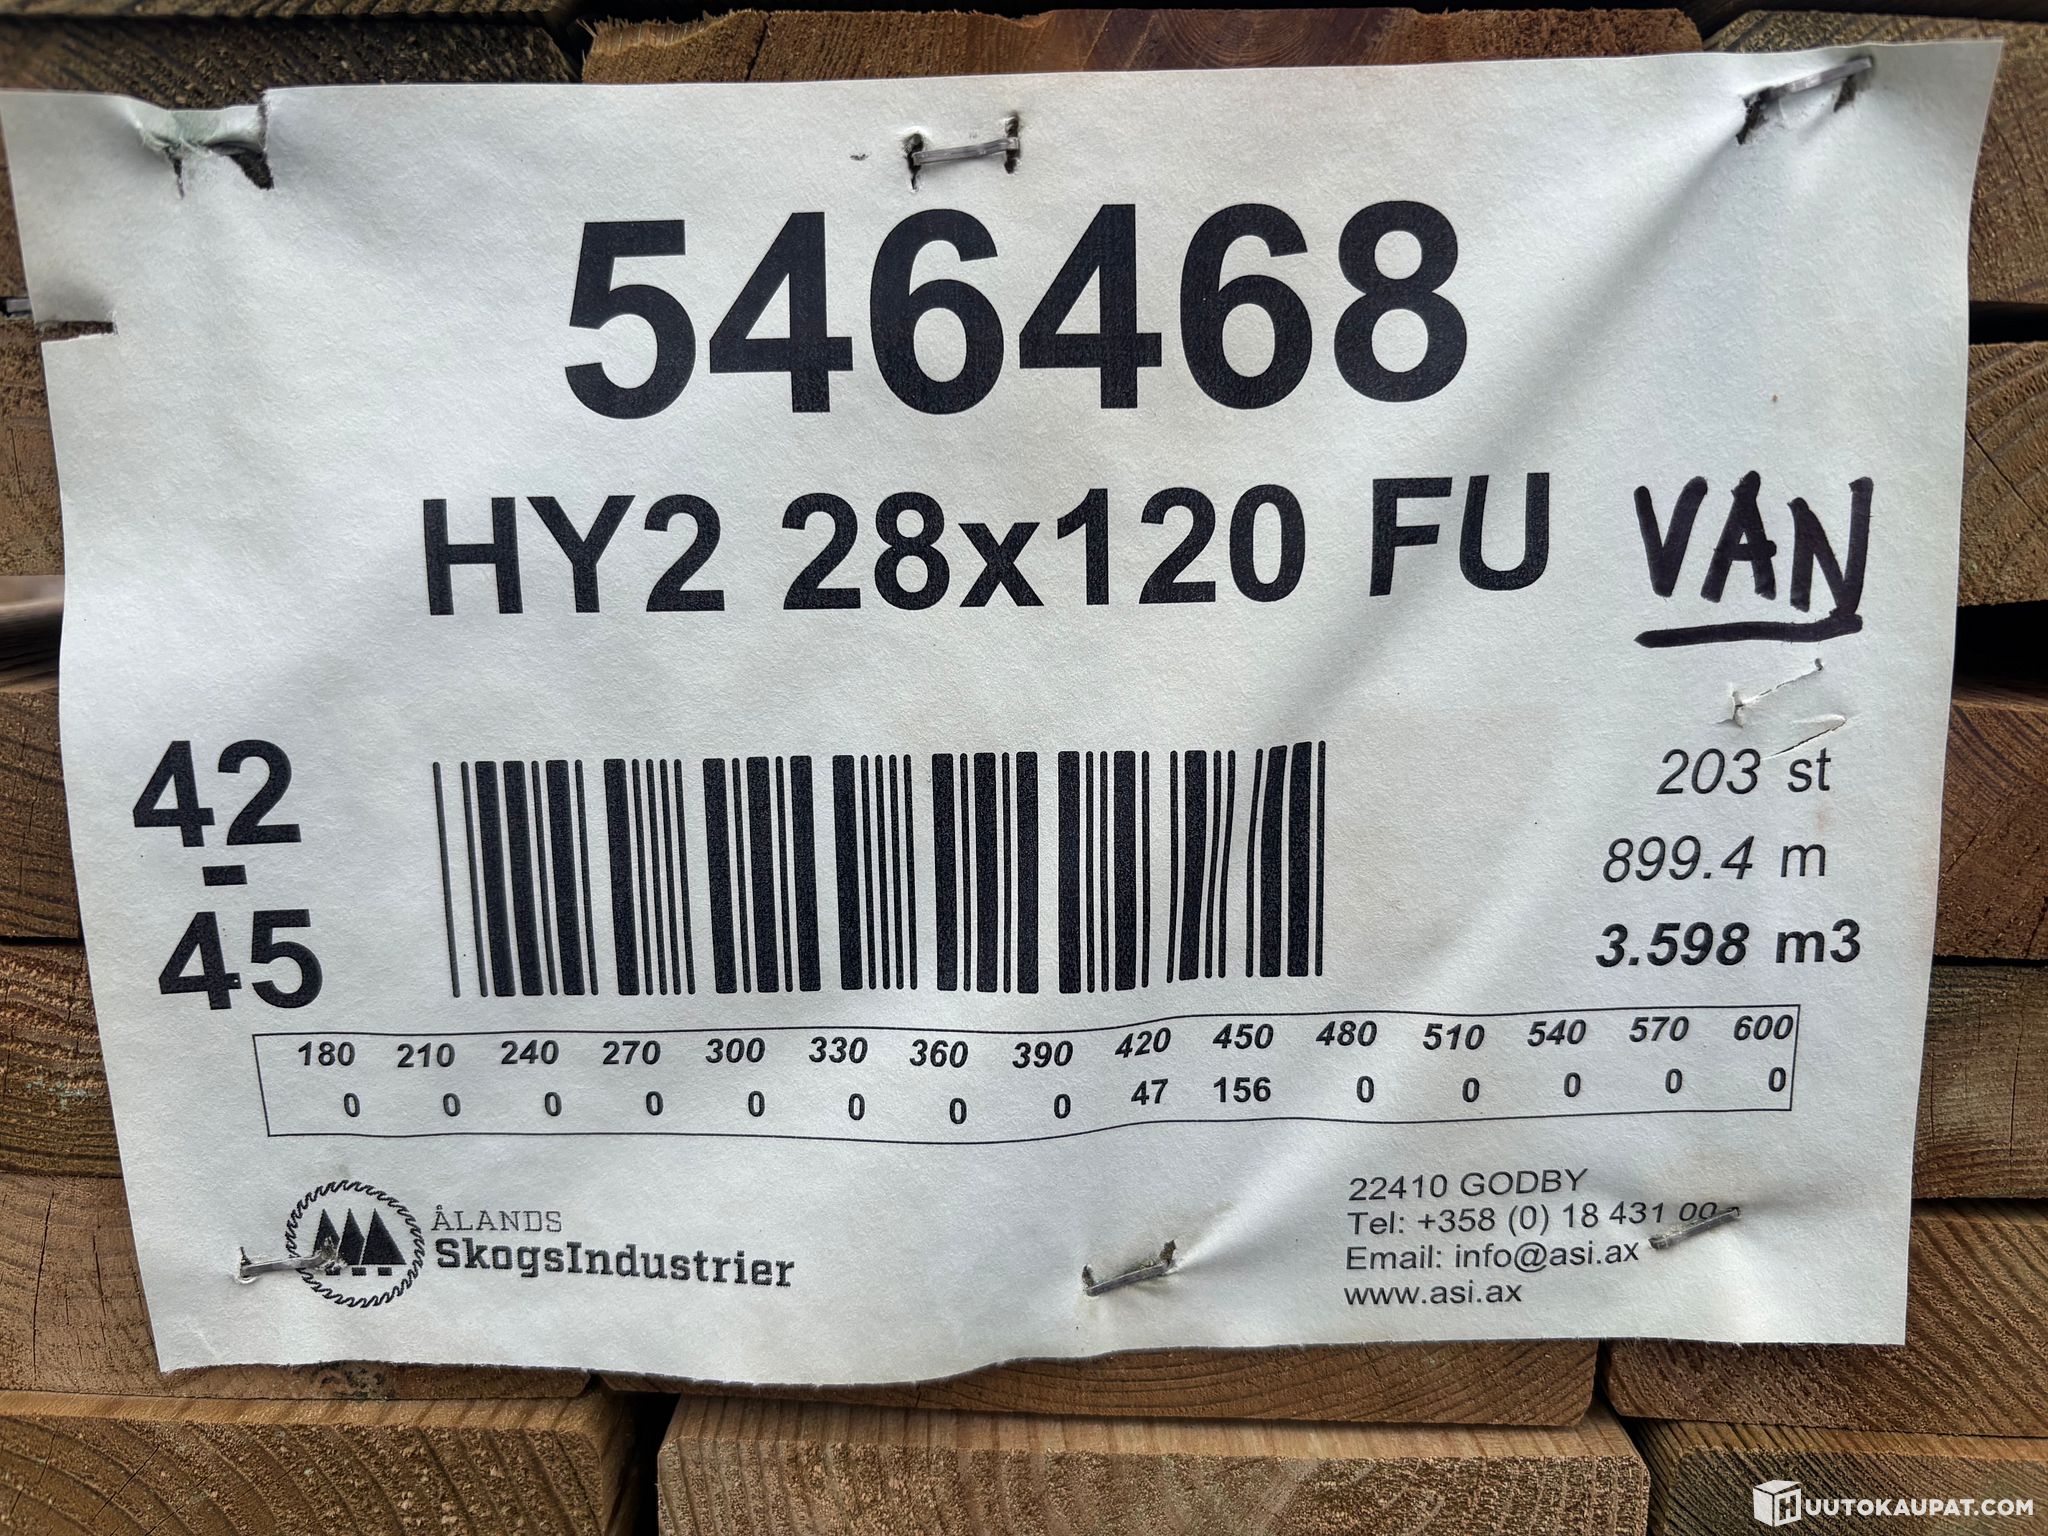 546468
HY2 28x120 FU VAN
42
-
45
203 st
899.4 m
3.598 m3
180 210 240 270 300 330 360 390 420 450 480 510 540 570 600
0 0 0 0 0 0 0 0 47 156 0 0 0 0 0
ÅLANDS
SkogsIndustrier
22410 GODBY
Tel: +358 (0) 18 431 00
Email: info@asi.ax
www.asi.ax
HUUTOKAUPAT.COM